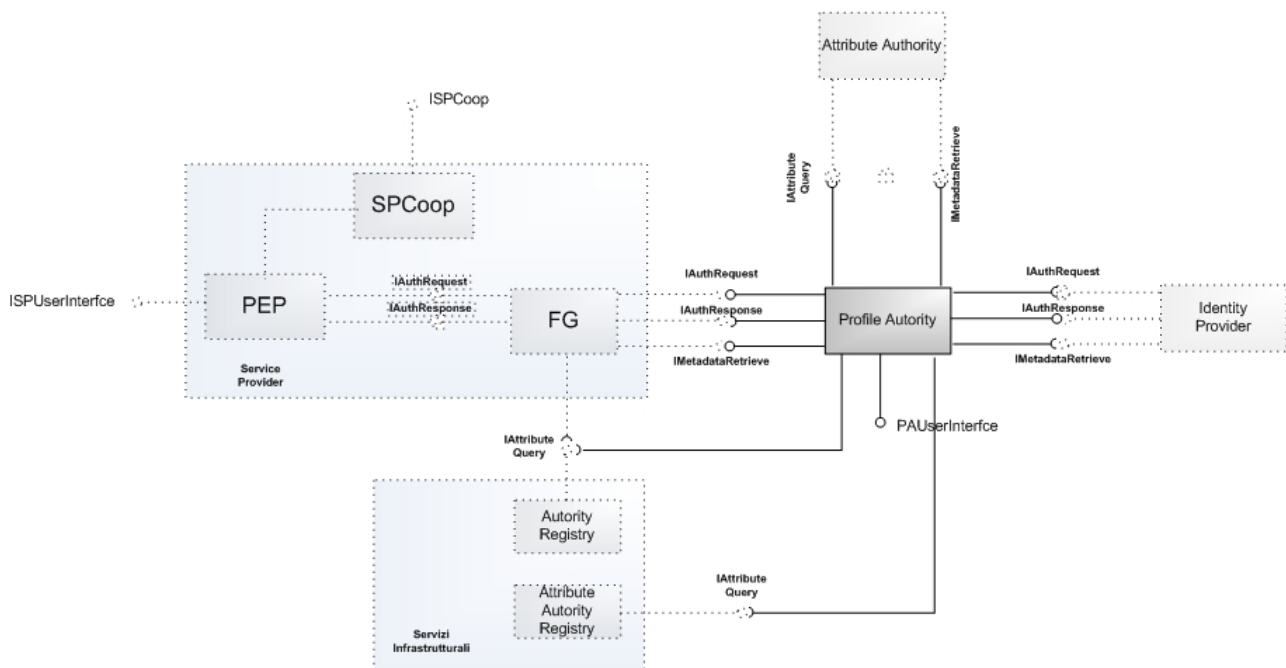 Attribute Authority
ISPCoop
IAttribute
Query
IMetadataRetrieve
SPCoop
ISPUserInterfce
PEP
IAuthRequest
IAuthResponse
FG
Service
Provider
IAuthRequest
IAuthResponse
IMetadataRetrieve
Profile Autority
IAuthRequest
IAuthResponse
IMetadataRetrieve
Identity
Provider
PAUserInterfce
IAttribute
Query
Autority
Registry
Attribute
Autority
Registry
IAttribute
Query
Servizi
Infrastrutturali